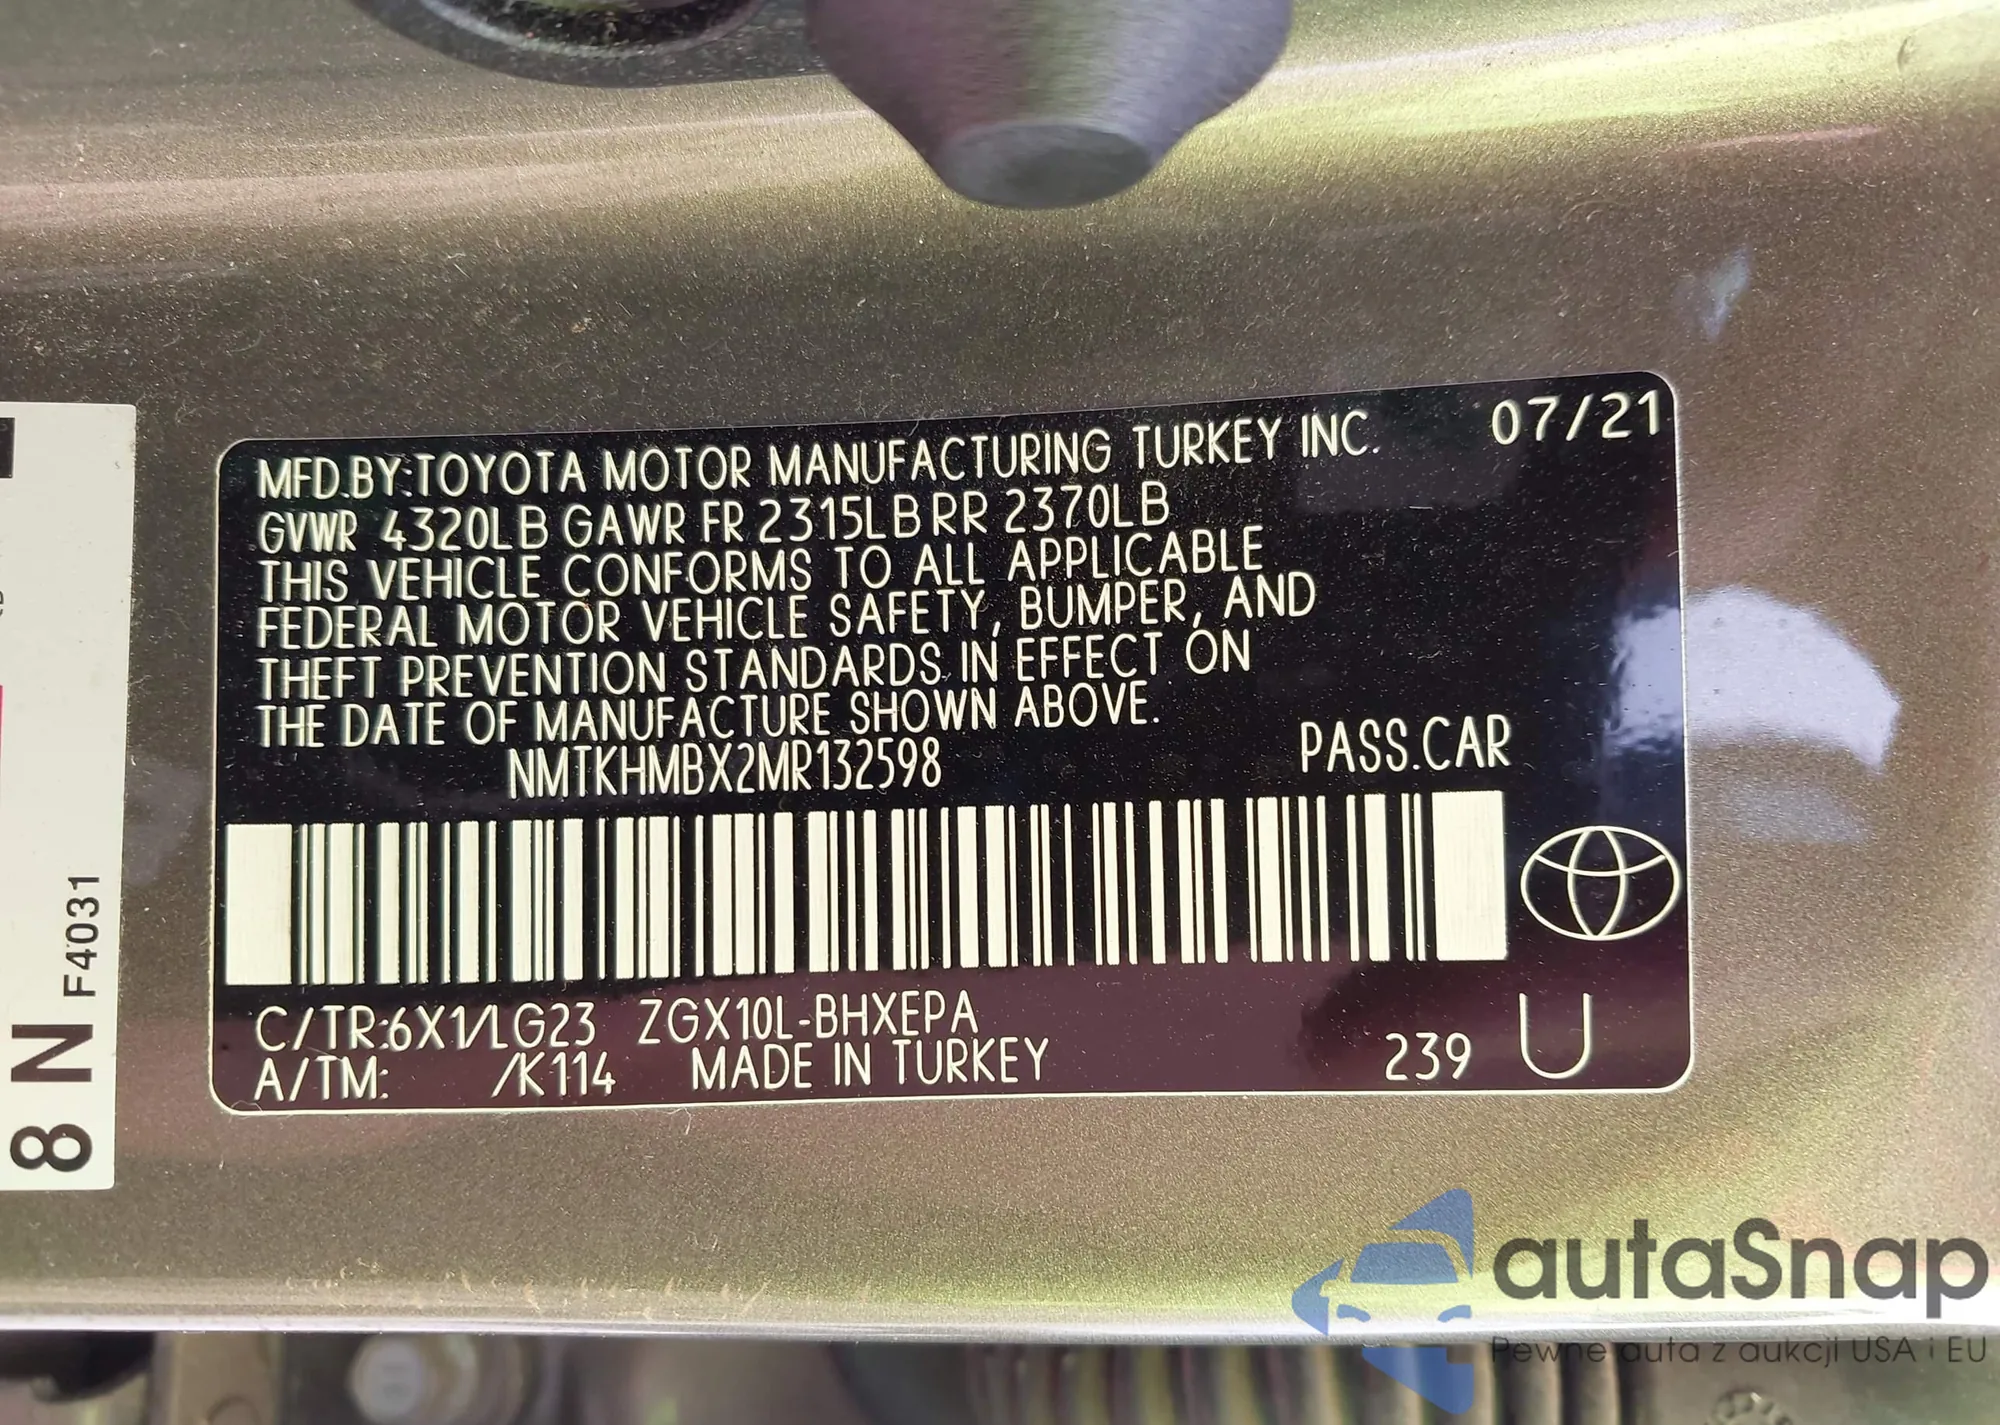 MFD.BY:TOYOTA MOTOR MANUFACTURING TURKEY INC. 07/21
GVWR 4320LB GAWR FR 2315LB RR 2370LB
THIS VEHICLE CONFORMS TO ALL APPLICABLE
FEDERAL MOTOR VEHICLE SAFETY, BUMPER, AND
THEFT PREVENTION STANDARDS IN EFFECT ON
THE DATE OF MANUFACTURE SHOWN ABOVE.
NMTKHMBX2MR132598 PASS.CAR
C/TR:6X1/LG23 ZGX10L-BHXEPA
A/TM: /K114 MADE IN TURKEY 239 U
8 N F4031
autaSnap
Pewne auta z aukcji USA i EU